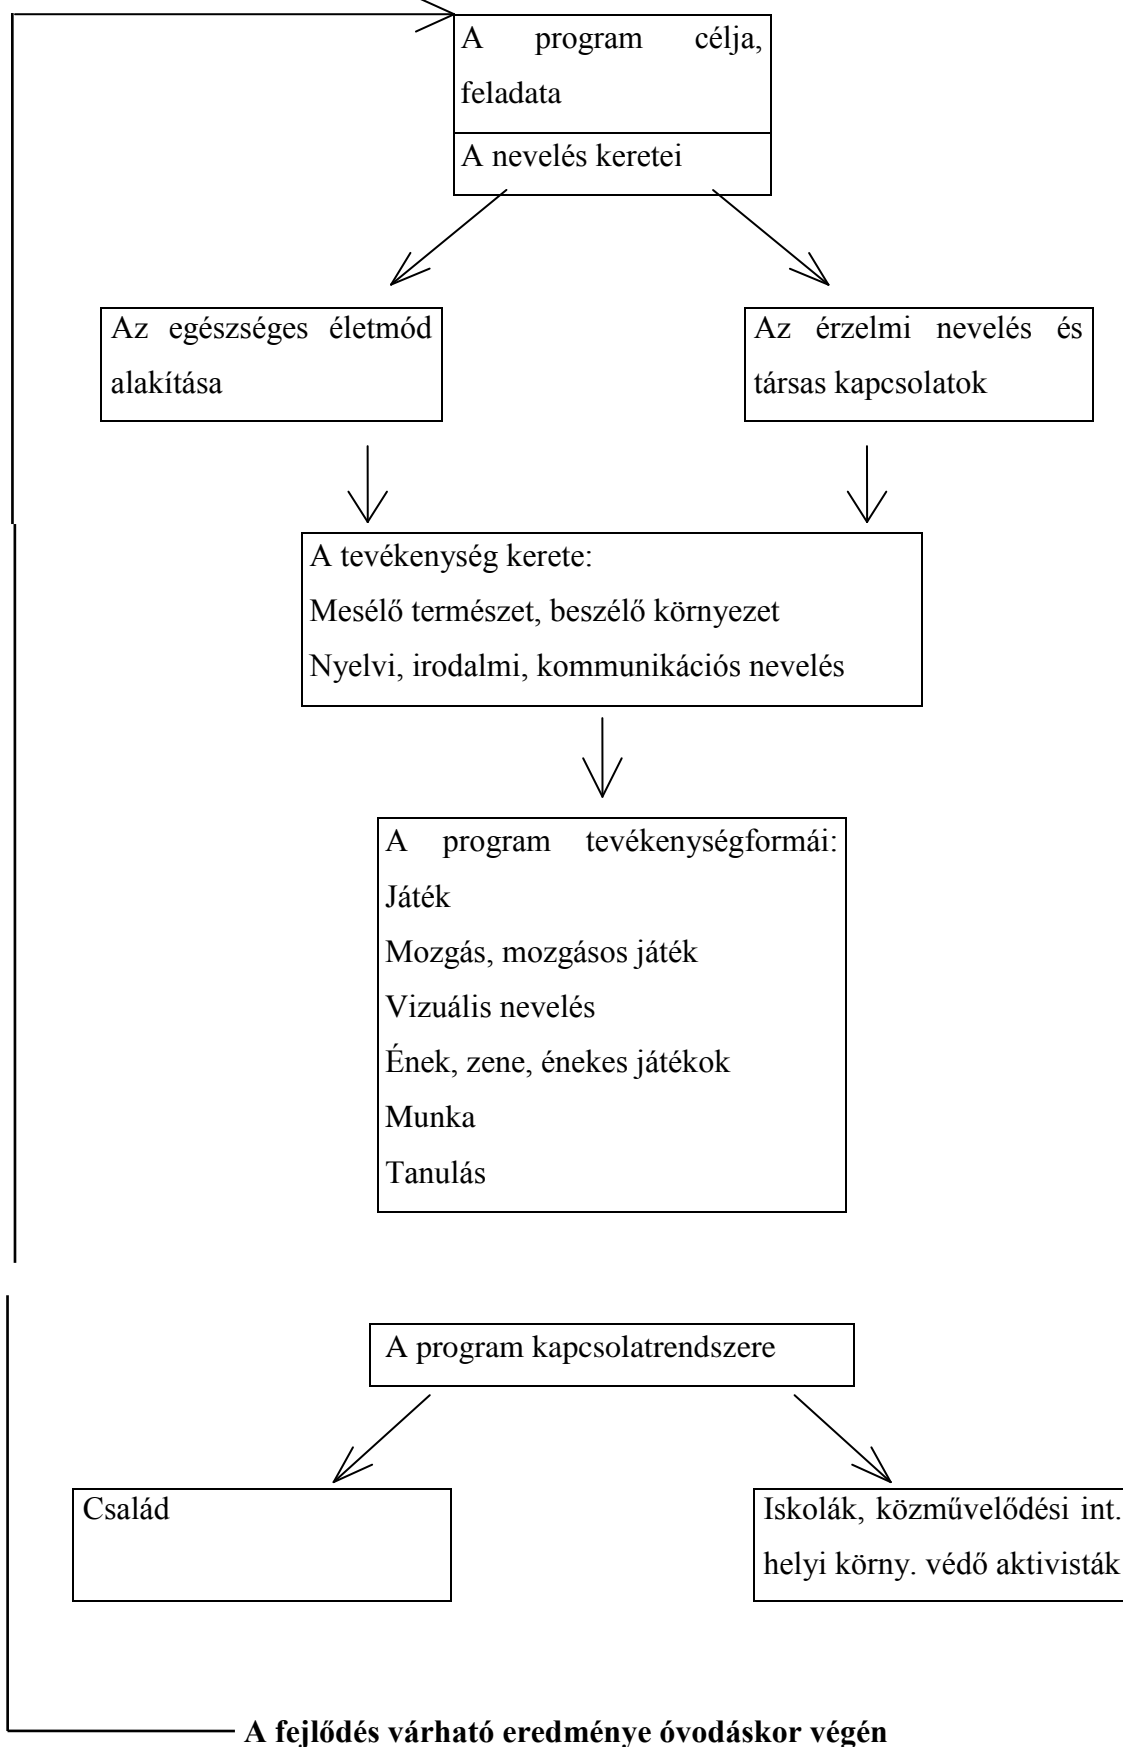 A program célja,
feladata
A nevelés keretei
Az egészséges életmód
alakítása
Az érzelmi nevelés és
társas kapcsolatok
A tevékenység kerete:
Mesélő természet, beszélő környezet
Nyelvi, irodalmi, kommunikációs nevelés
A program tevékenységformái:
Játék
Mozgás, mozgásos játék
Vizuális nevelés
Ének, zene, énekes játékok
Munka
Tanulás
A program kapcsolatrendszere
Család
Iskolák, közművelődési int.
helyi körny. védő aktivisták
A fejlődés várható eredménye óvodáskor végén